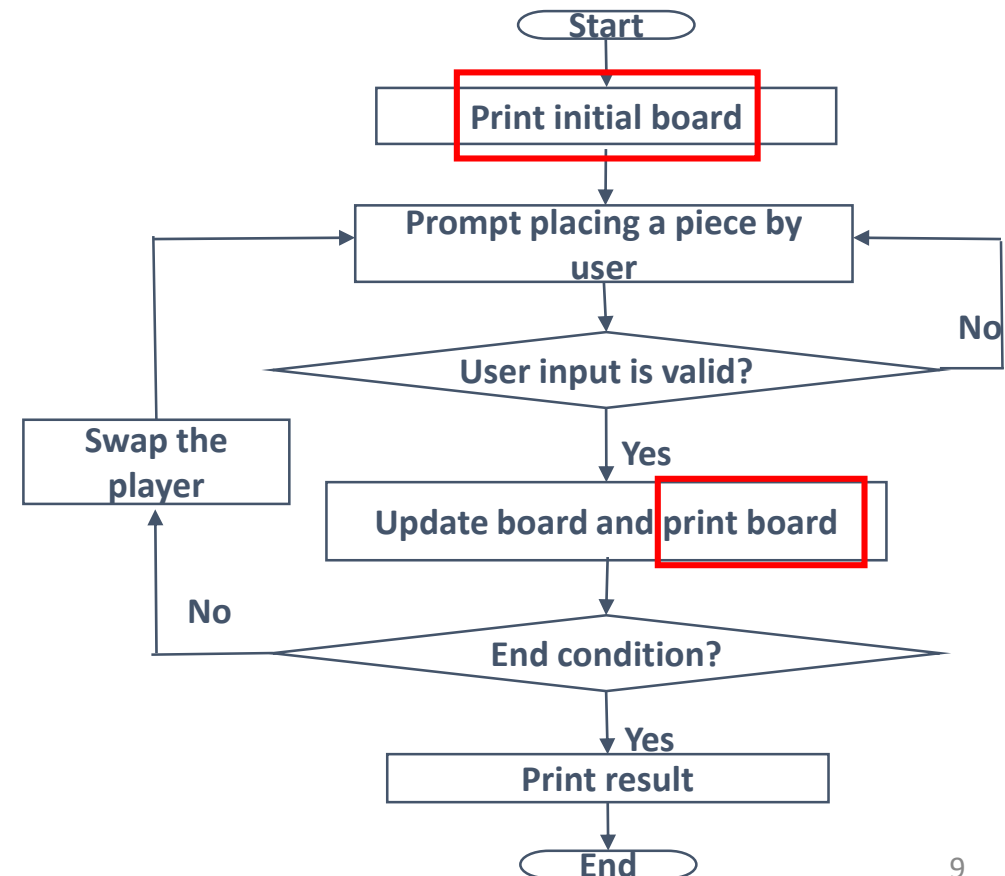 Start
Print initial board
Prompt placing a piece by
user
No
User input is valid?
Swap the
player
Yes
Update board and print board
No
End condition?
Yes
Print result
End
9